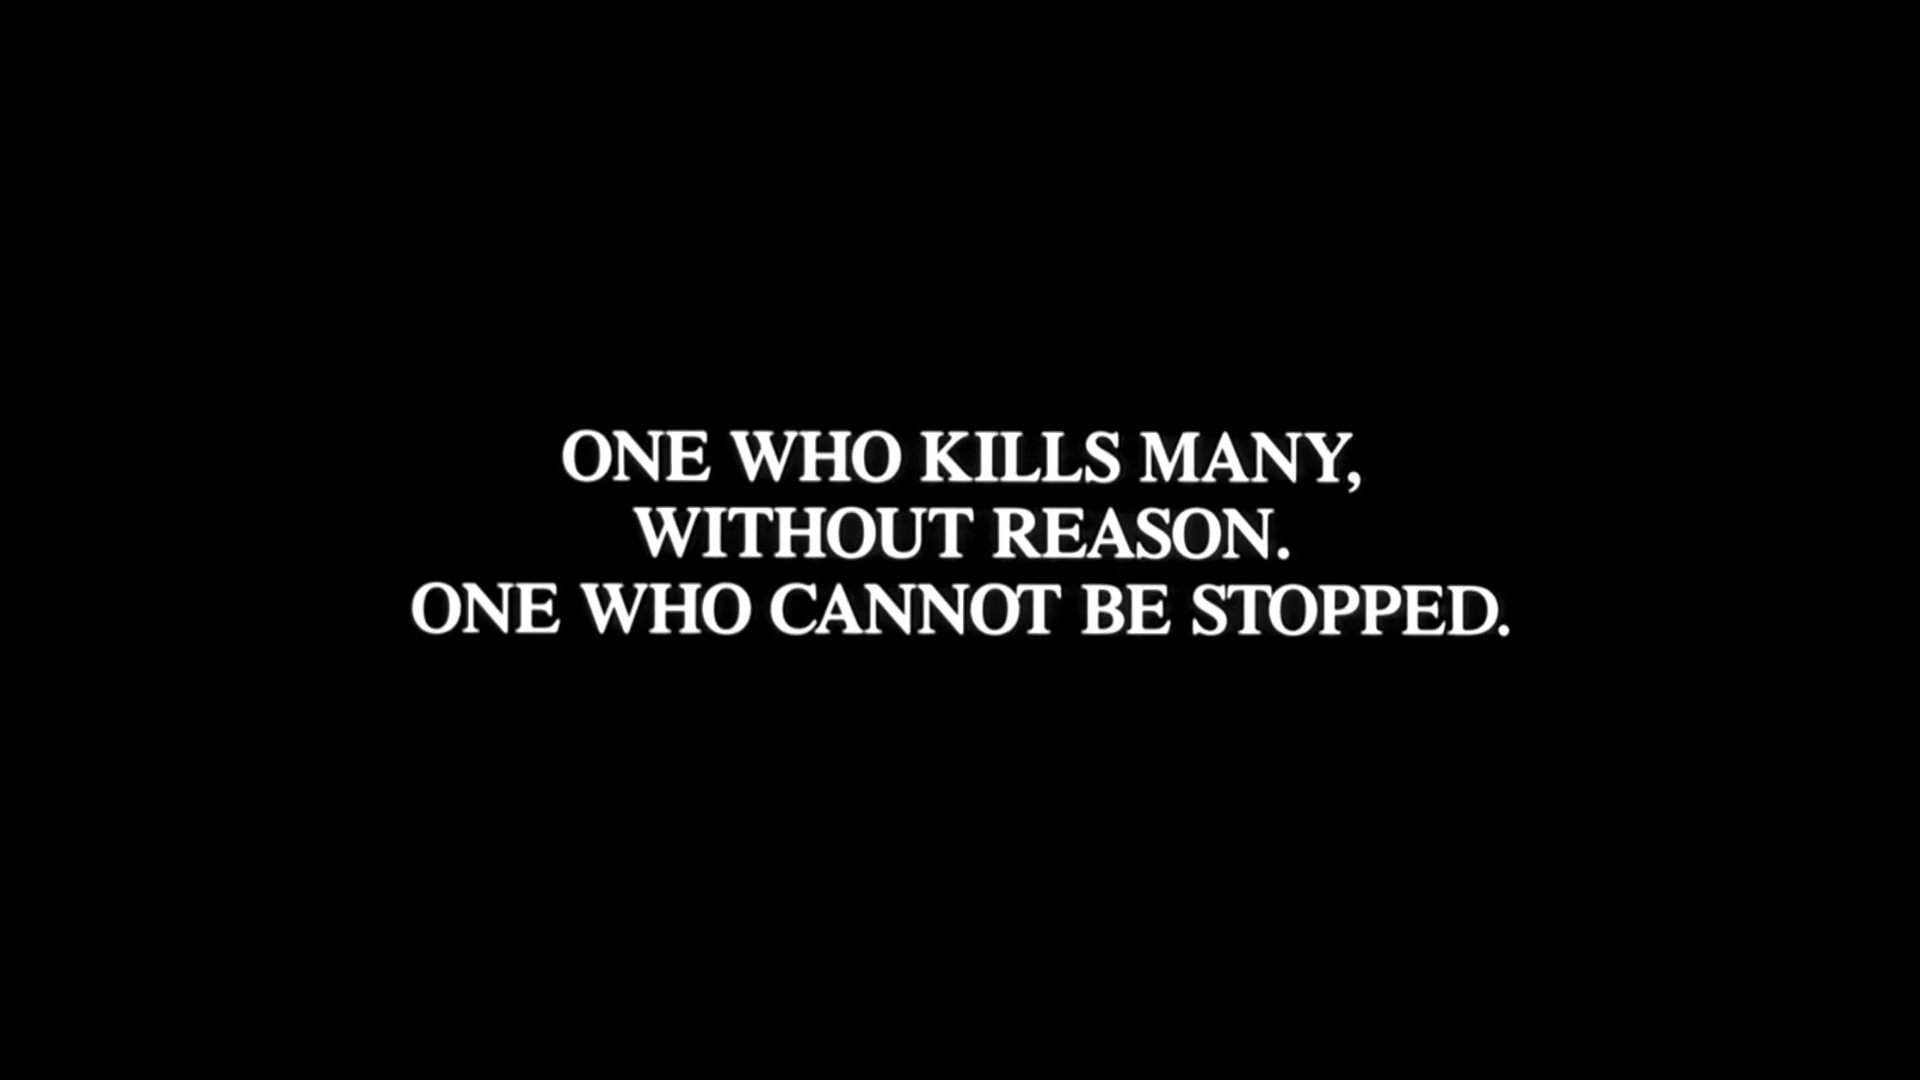 ONE WHO KILLS MANY,
WITHOUT REASON.
ONE WHO CANNOT BE STOPPED.